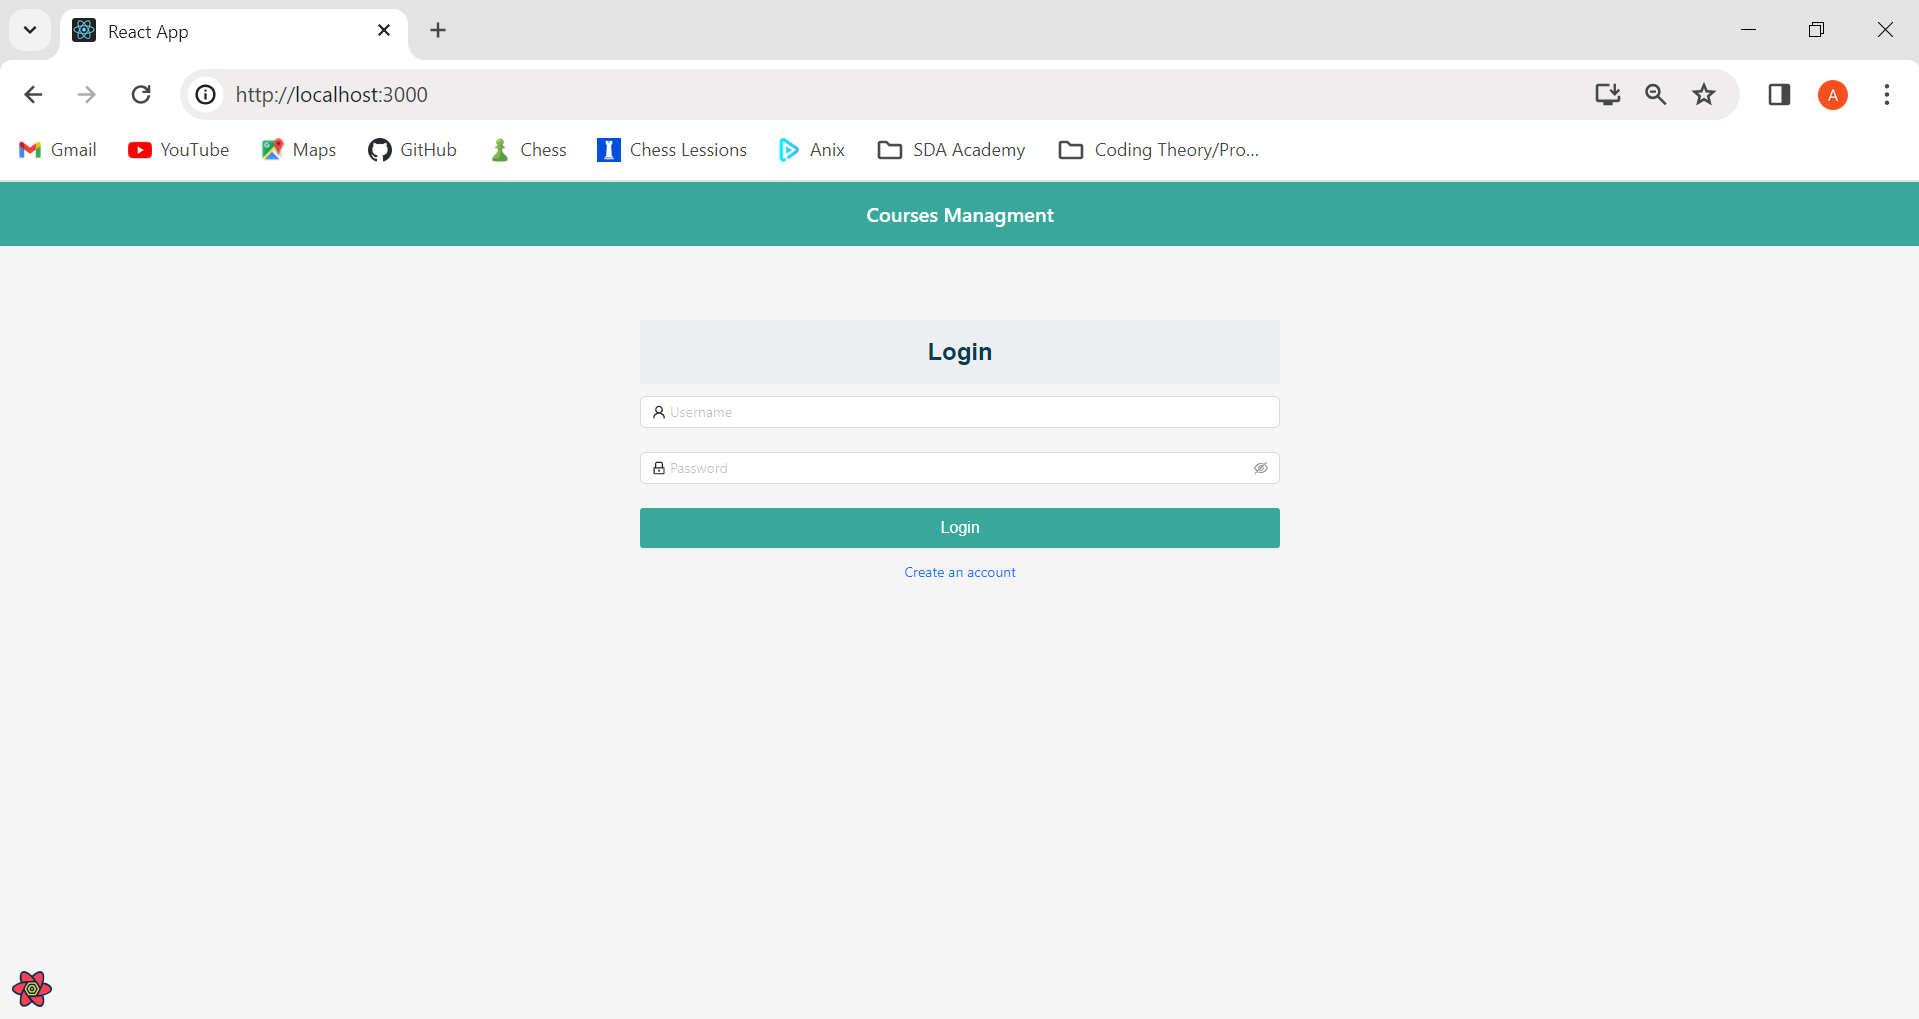 React App
http://localhost:3000
A
Gmail YouTube Maps GitHub Chess Chess Lessions Anix SDA Academy Coding Theory/Pro...
Courses Managment
Login
Username
Password
Login
Create an account